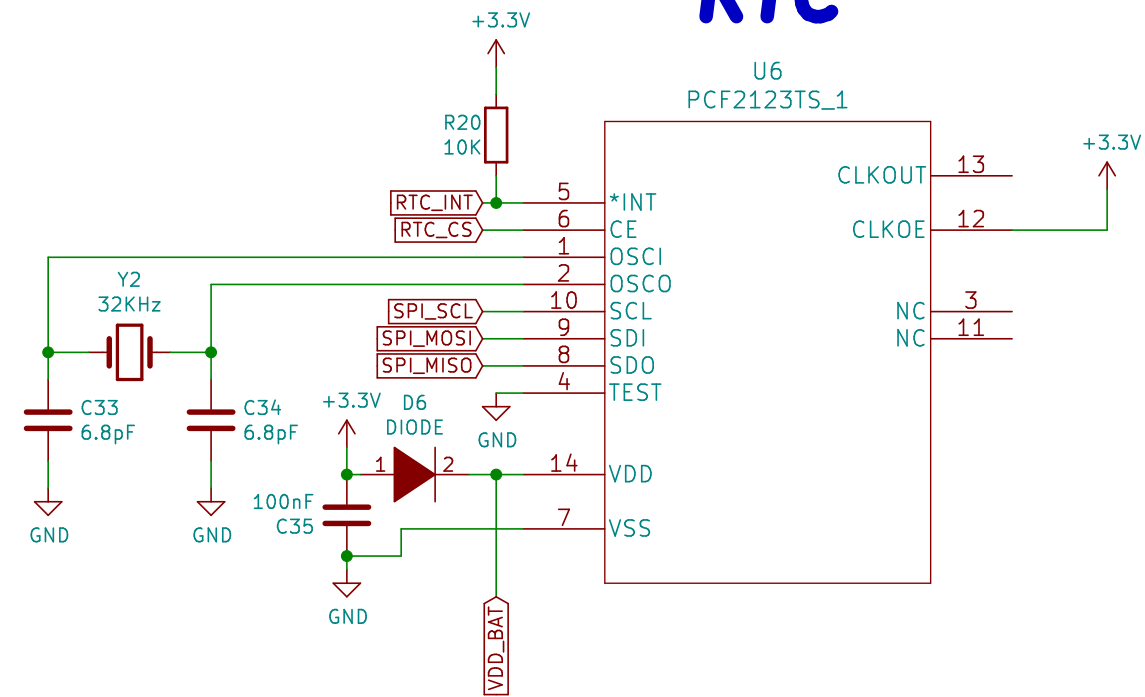 RTC
+3.3V
U6
PCF2123TS_1
R20
10K
+3.3V
CLKOUT
13
RTC_INT
5
*INT
RTC_CS
6
CE
CLKOE
12
1
OSCI
Y2
32KHz
2
OSCO
SPI_SCL
10
SCL
NC
3
SPI_MOSI
9
SDI
NC
11
SPI_MISO
8
SDO
4
TEST
GND
C33
6.8pF
C34
6.8pF
+3.3V
D6
DIODE
1
2
14
VDD
100nF
C35
7
VSS
GND
GND
GND
VDD_BAT